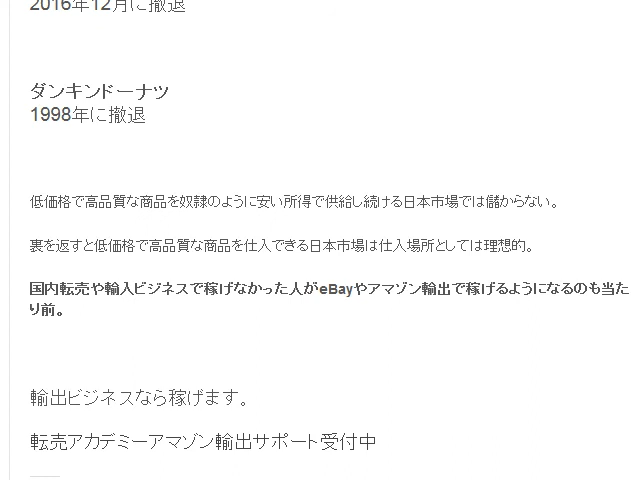 2016年12月に撤退
ダンキンドーナツ
1998年に撤退
低価格で高品質な商品を奴隷のように安い所得で供給し続ける日本市場では儲からない。
裏を返すと低価格で高品質な商品を仕入できる日本市場は仕入場所としては理想的。
国内転売や輸入ビジネスで稼げなかった人がeBayやアマゾン輸出で稼げるようになるのも当た
り前。
輸出ビジネスなら稼げます。
転売アカデミーアマゾン輸出サポート受付中